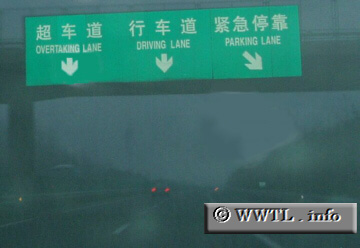 超车道 行车道 紧急停靠
OVERTAKING LANE DRIVING LANE PARKING LANE
© WWTL.info